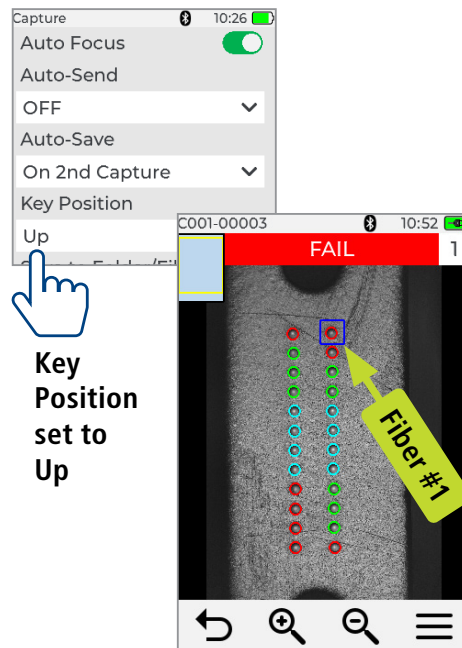 Capture 10:26
Auto Focus
Auto-Send
OFF
Auto-Save
On 2nd Capture
Key Position
Up
Key
Position
set to
Up
C001-00003 10:52
FAIL 1
Fiber #1